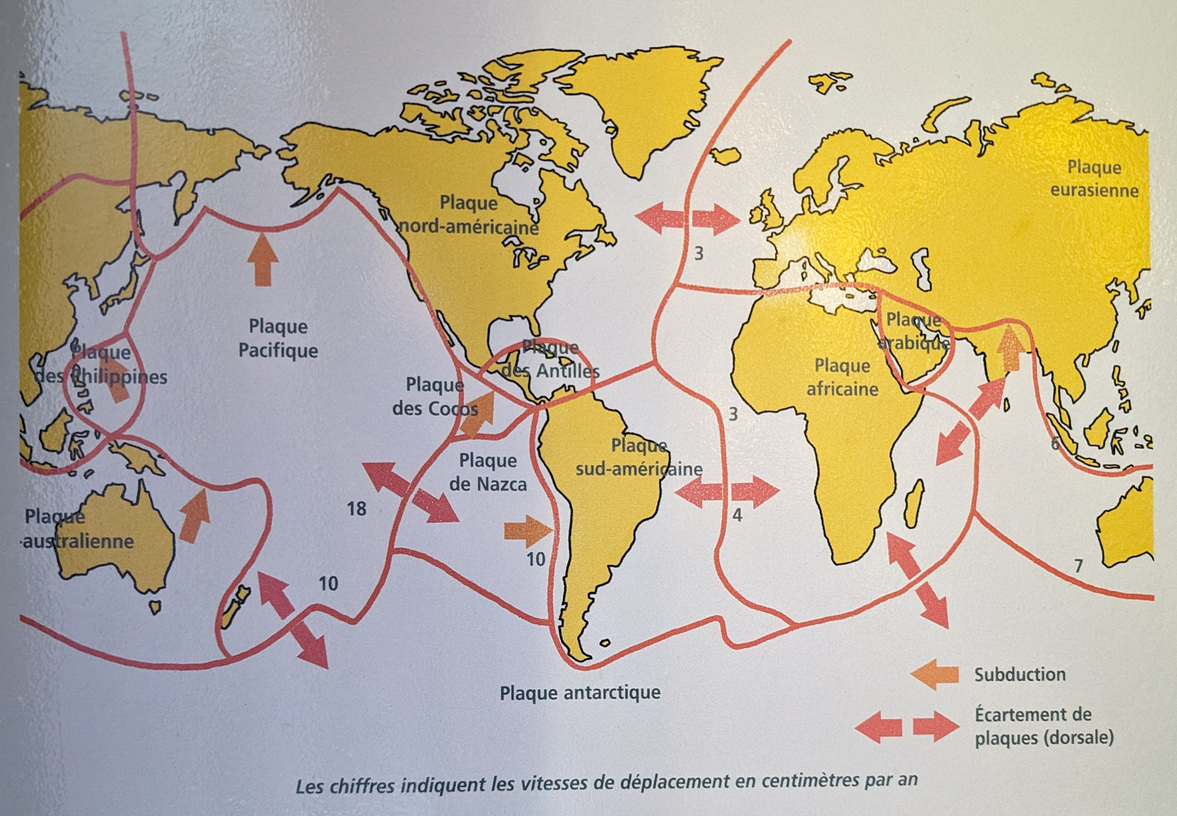 Plaque
eurasienne
Plaque
nord-américaine
3
Plaque
Pacifique
Plaque
des Philippines
Plaque
des Antilles
Plaque
arabique
Plaque
africaine
Plaque
des Cocos
3
6
Plaque
sud-américaine
Plaque
de Nazca
18
4
Plaque
australienne
10
10
7
Plaque antarctique
Subduction
Écartement de
plaques (dorsale)
Les chiffres indiquent les vitesses de déplacement en centimètres par an